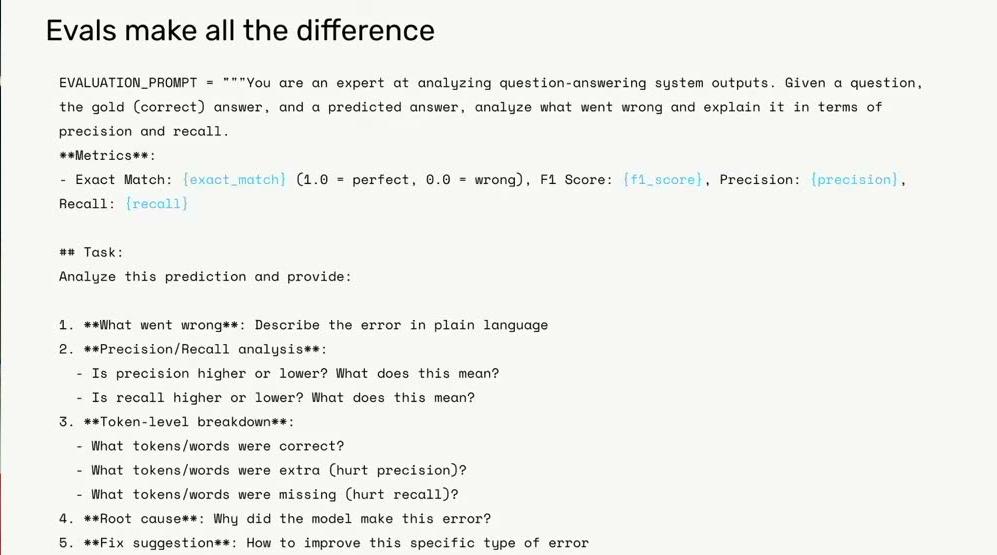 Evals make all the difference
EVALUATION_PROMPT = """You are an expert at analyzing question-answering system outputs. Given a question,
the gold (correct) answer, and a predicted answer, analyze what went wrong and explain it in terms of
precision and recall.
**Metrics**:
- Exact Match: {exact_match} (1.0 = perfect, 0.0 = wrong), F1 Score: {f1_score}, Precision: {precision},
Recall: {recall}
## Task:
Analyze this prediction and provide:
1. **What went wrong**: Describe the error in plain language
2. **Precision/Recall analysis**:
- Is precision higher or lower? What does this mean?
- Is recall higher or lower? What does this mean?
3. **Token-level breakdown**:
- What tokens/words were correct?
- What tokens/words were extra (hurt precision)?
- What tokens/words were missing (hurt recall)?
4. **Root cause**: Why did the model make this error?
5. **Fix suggestion**: How to improve this specific type of error